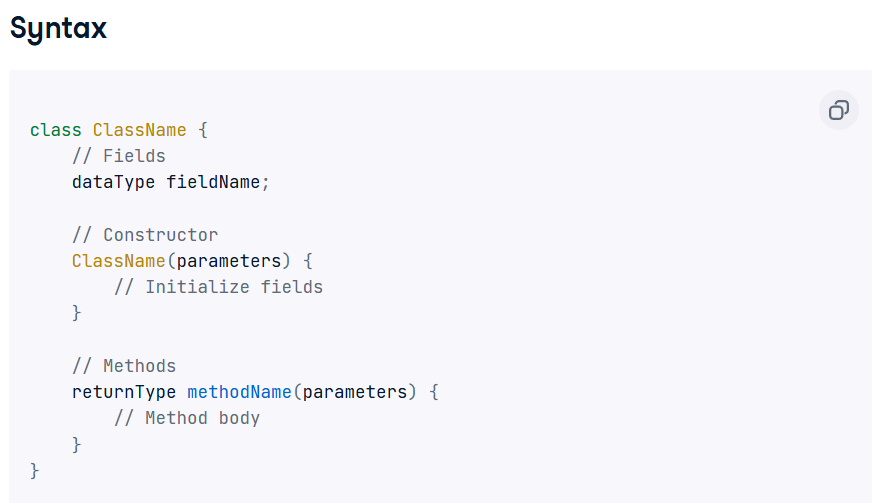 Syntax
class ClassName {
    // Fields
    dataType fieldName;
    // Constructor
    ClassName(parameters) {
        // Initialize fields
    }
    // Methods
    returnType methodName(parameters) {
        // Method body
    }
}